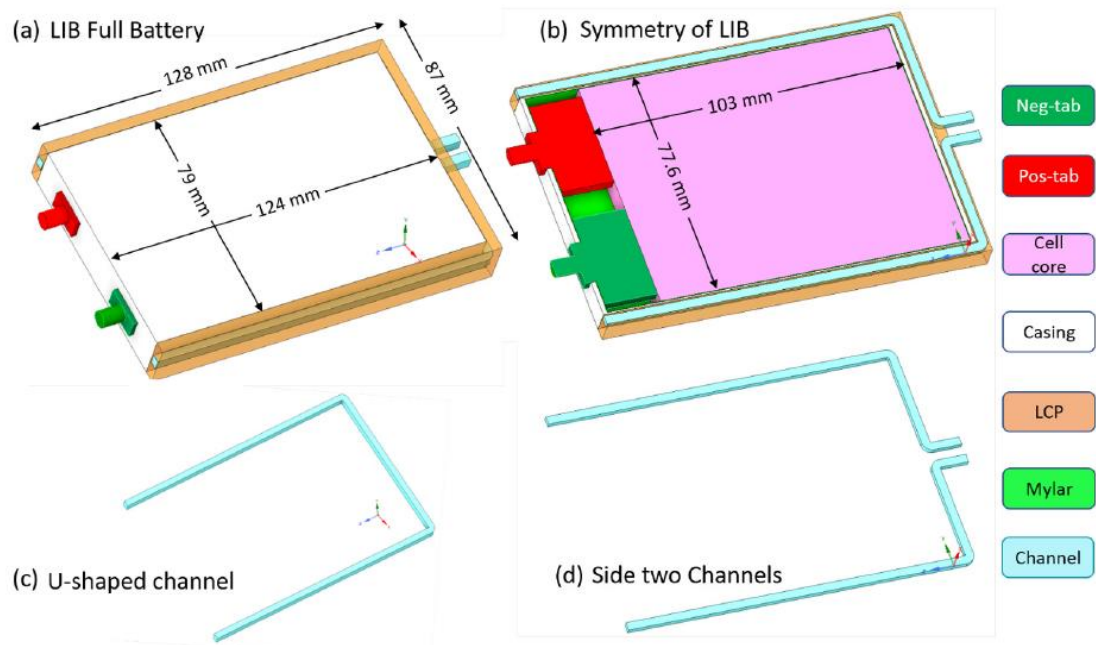 (a) LIB Full Battery
128 mm
87 mm
79 mm
124 mm
(b) Symmetry of LIB
103 mm
77.6 mm
Neg-tab
Pos-tab
Cell
core
Casing
LCP
Mylar
Channel
(c) U-shaped channel
(d) Side two Channels